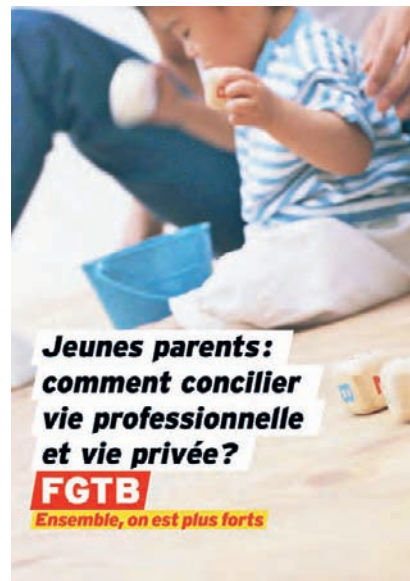 Jeunes parents:
comment concilier
vie professionnelle
et vie privée?
FGTB
Ensemble, on est plus forts